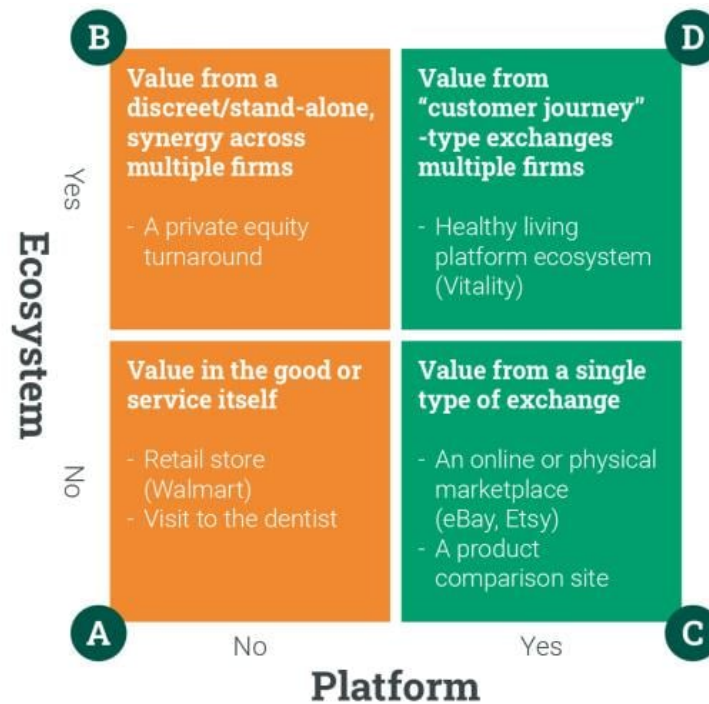 B
D
Value from a
discreet/stand-alone,
synergy across
multiple firms
- A private equity
turnaround
Value from
“customer journey”
-type exchanges
multiple firms
- Healthy living
platform ecosystem
(Vitality)
Yes
Ecosystem
No
Value in the good or
service itself
- Retail store
(Walmart)
- Visit to the dentist
Value from a single
type of exchange
- An online or physical
marketplace
(eBay, Etsy)
- A product
comparison site
A
C
No
Yes
Platform